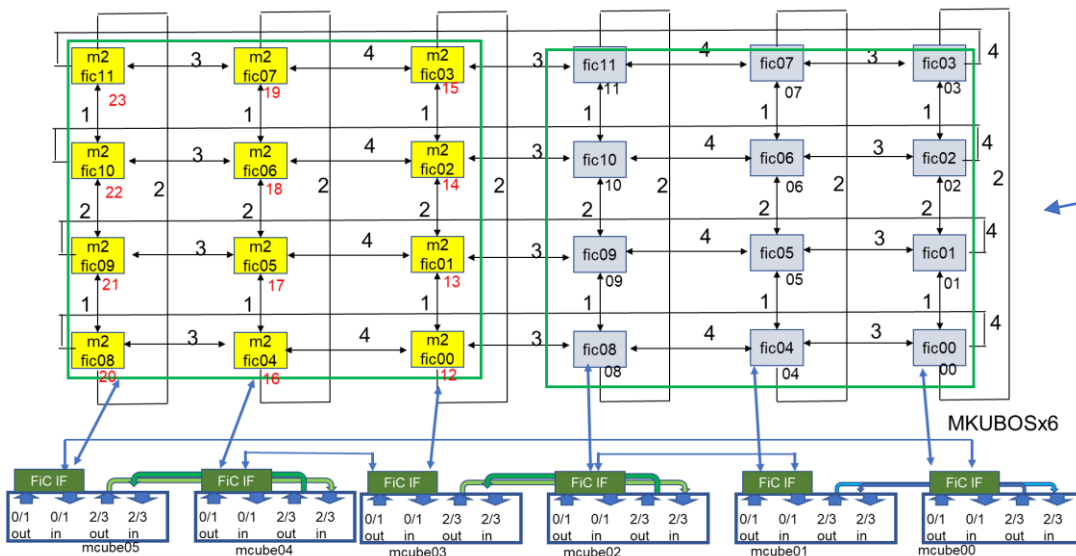 3 4 3 4 3 4
m2 m2 m2
fic11 fic07 fic03 fic11 fic07 fic03
23 19 15 11 07 03
1 1 1 1 1 1
3 4 3 4 3 4
m2 m2 m2
fic10 fic06 fic02 fic10 fic06 fic02
22 18 14 10 06 02
2 2 2 2 2 2
2 2 2 2 2 2
3 4 3 4 3 4
m2 m2 m2
fic09 fic05 fic01 fic09 fic05 fic01
21 17 13 09 05 01
1 1 1 1 1 1
3 4 3 4 3 4
m2 m2 m2
fic08 fic04 fic00 fic08 fic04 fic00
20 16 12 08 04 00
MKUBOSx6
FiC IF FiC IF FiC IF FiC IF FiC IF FiC IF
0/1 0/1 2/3 2/3 0/1 0/1 2/3 2/3 0/1 0/1 2/3 2/3 0/1 0/1 2/3 2/3 0/1 0/1 2/3 2/3 0/1 0/1 2/3 2/3
out in out in out in out in out in out in out in out in out in out in out in out in
mcube05 mcube04 mcube03 mcube02 mcube01 mcube00